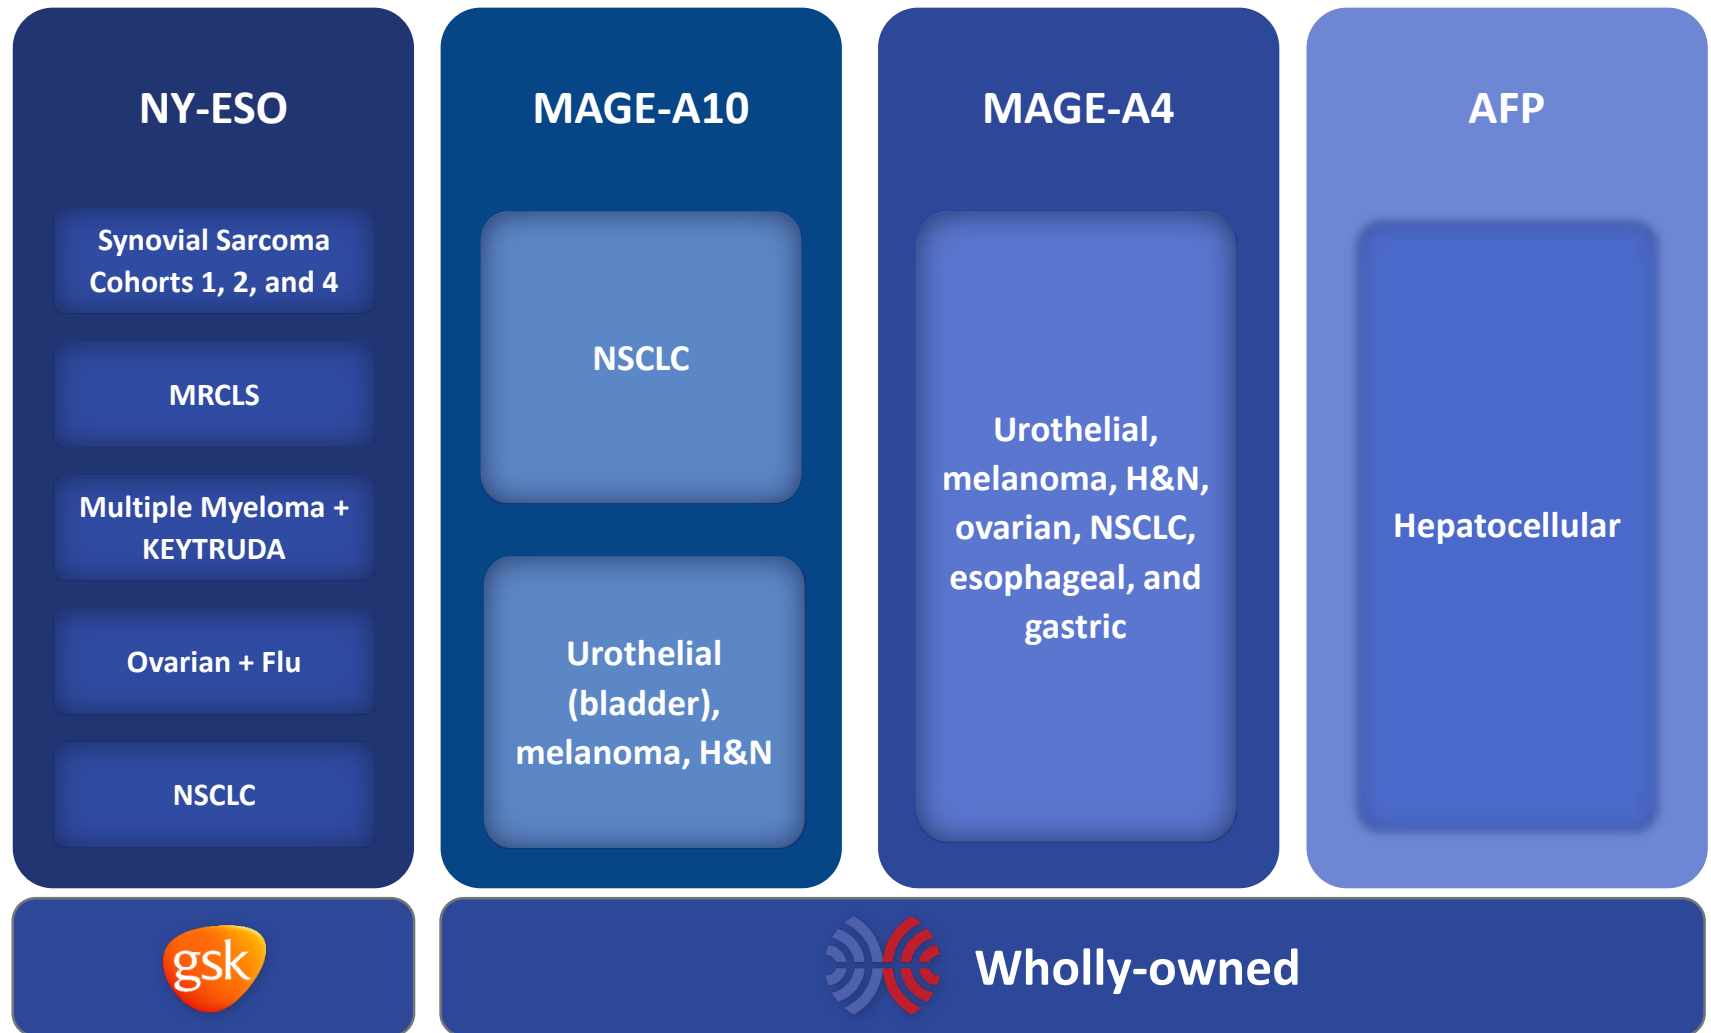 NY-ESO
Synovial Sarcoma
Cohorts 1, 2, and 4
MRCLS
Multiple Myeloma +
KEYTRUDA
Ovarian + Flu
NSCLC
MAGE-A10
NSCLC
Urothelial
(bladder),
melanoma, H&N
MAGE-A4
Urothelial,
melanoma, H&N,
ovarian, NSCLC,
esophageal, and
gastric
AFP
Hepatocellular
gsk
Wholly-owned